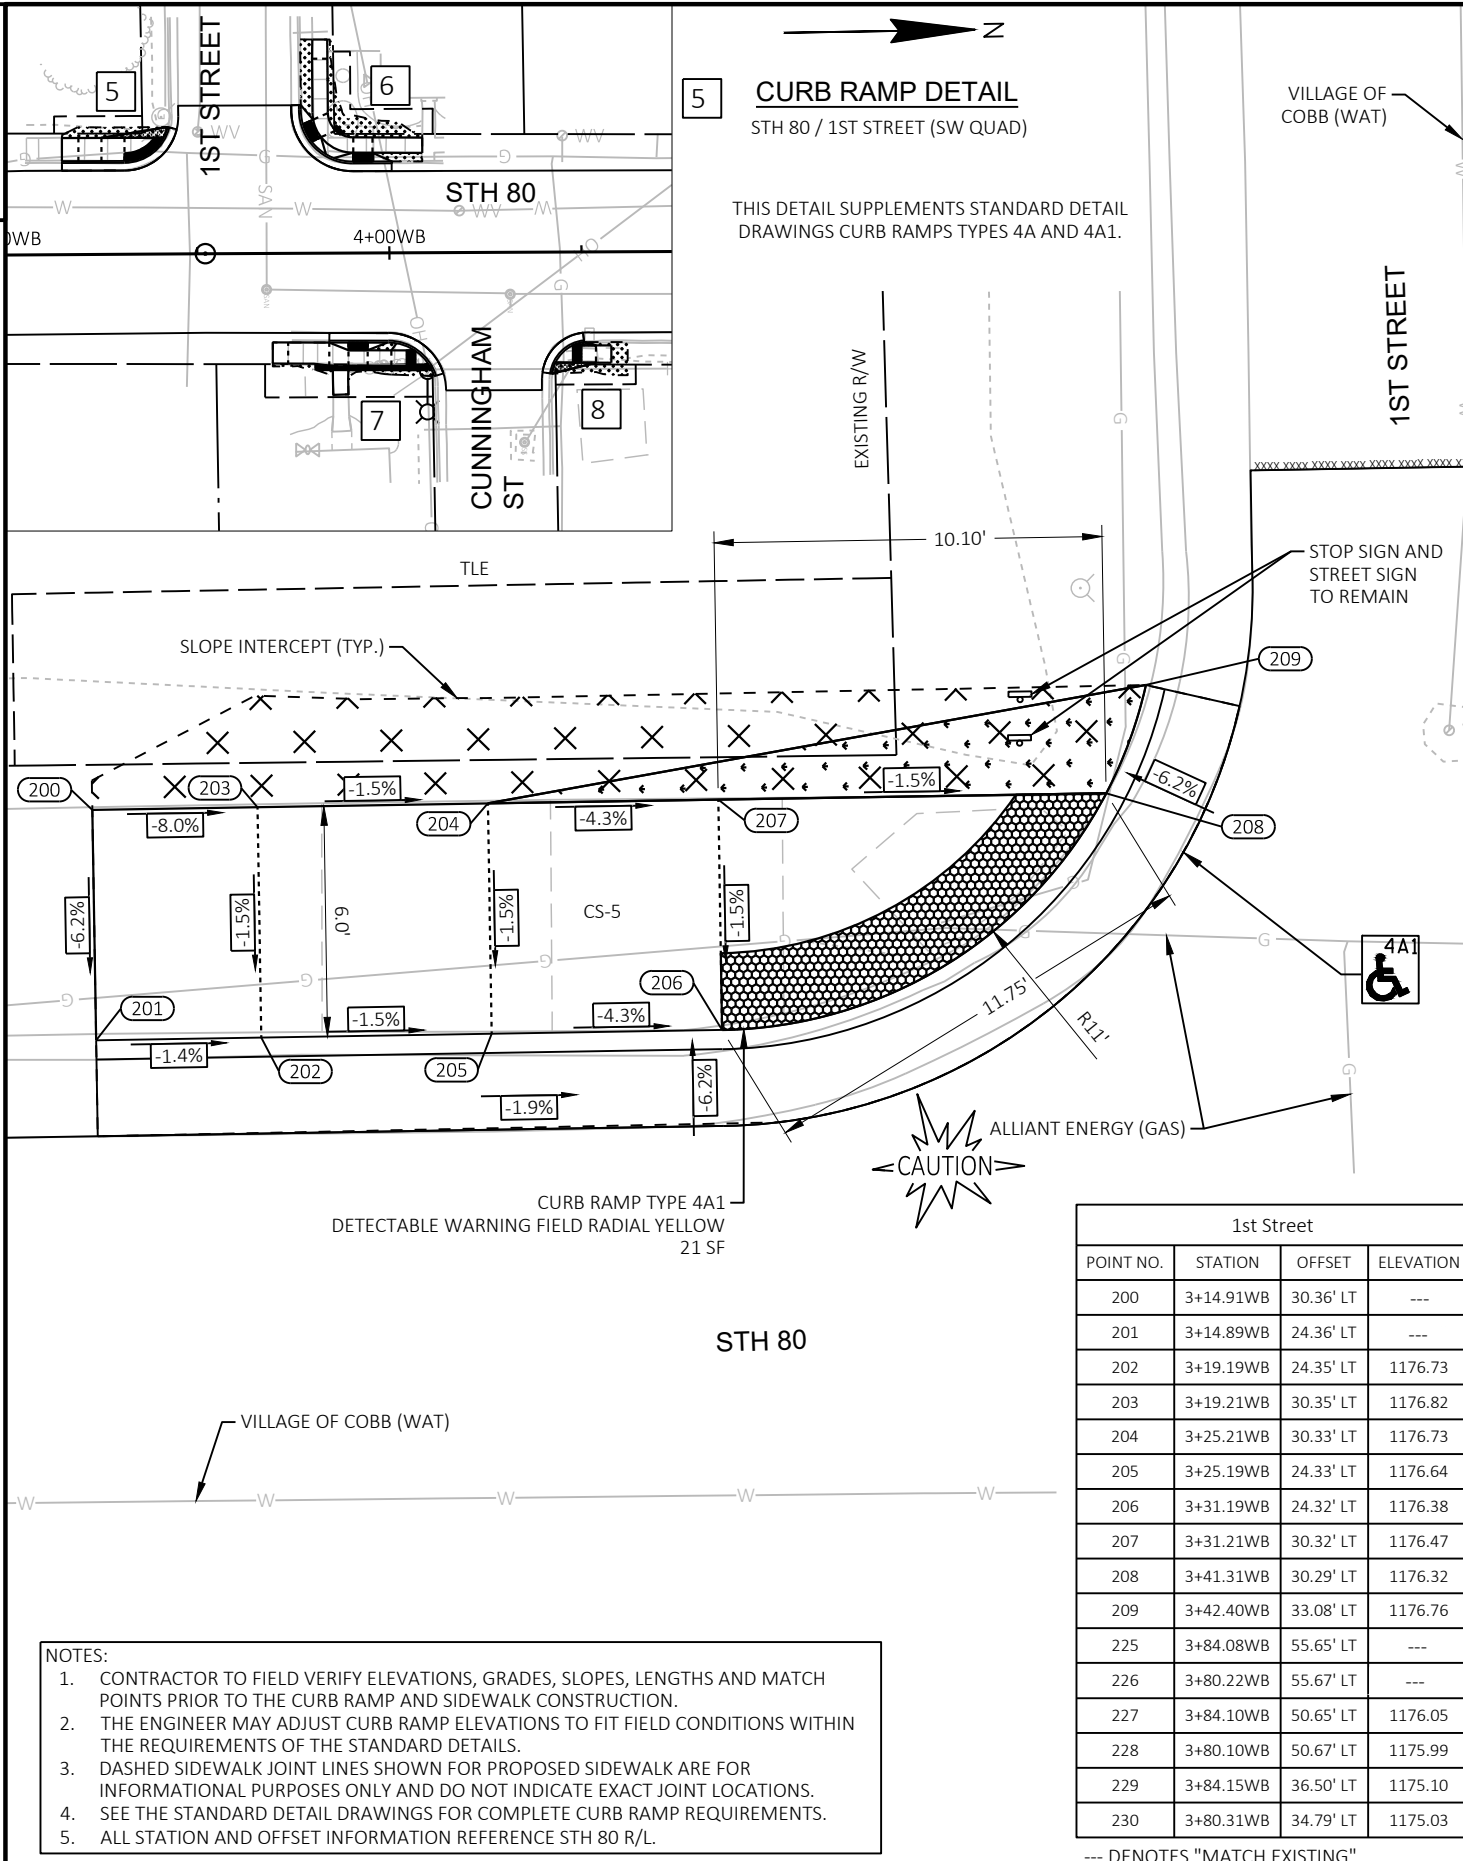 5
1ST STREET
6
WV
WV
G
G
SAN
W
W
WV
W
STH 80
0WB
4+00WB
OH
OH
G
7
CUNNINGHAM
ST
8
N
5
CURB RAMP DETAIL
STH 80 / 1ST STREET (SW QUAD)
THIS DETAIL SUPPLEMENTS STANDARD DETAIL
DRAWINGS CURB RAMPS TYPES 4A AND 4A1.
VILLAGE OF
COBB (WAT)
W
1ST STREET
EXISTING R/W
G
XXXX XXXX XXXX XXXX XXXX XXXX X
10.10'
TLE
STOP SIGN AND
STREET SIGN
TO REMAIN
SLOPE INTERCEPT (TYP.)
G
209
200
203
-1.5%
-8.0%
204
-4.3%
207
-1.5%
-6.2%
208
-6.2%
-1.5%
6.0'
-1.5%
CS-5
-1.5%
G
G
G
G
G
G
4A1
201
206
-1.5%
-4.3%
11.75'
R11'
-1.4%
202
205
-6.2%
-1.9%
G
CAUTION
ALLIANT ENERGY (GAS)
CURB RAMP TYPE 4A1
DETECTABLE WARNING FIELD RADIAL YELLOW
21 SF
STH 80
VILLAGE OF COBB (WAT)
W W W W W
1st Street
POINT NO. STATION OFFSET ELEVATION
200 3+14.91WB 30.36' LT ---
201 3+14.89WB 24.36' LT ---
202 3+19.19WB 24.35' LT 1176.73
203 3+19.21WB 30.35' LT 1176.82
204 3+25.21WB 30.33' LT 1176.73
205 3+25.19WB 24.33' LT 1176.64
206 3+31.19WB 24.32' LT 1176.38
207 3+31.21WB 30.32' LT 1176.47
208 3+41.31WB 30.29' LT 1176.32
209 3+42.40WB 33.08' LT 1176.76
225 3+84.08WB 55.65' LT ---
226 3+80.22WB 55.67' LT ---
227 3+84.10WB 50.65' LT 1176.05
228 3+80.10WB 50.67' LT 1175.99
229 3+84.15WB 36.50' LT 1175.10
230 3+80.31WB 34.79' LT 1175.03
--- DENOTES "MATCH EXISTING"
NOTES:
1. CONTRACTOR TO FIELD VERIFY ELEVATIONS, GRADES, SLOPES, LENGTHS AND MATCH
POINTS PRIOR TO THE CURB RAMP AND SIDEWALK CONSTRUCTION.
2. THE ENGINEER MAY ADJUST CURB RAMP ELEVATIONS TO FIT FIELD CONDITIONS WITHIN
THE REQUIREMENTS OF THE STANDARD DETAILS.
3. DASHED SIDEWALK JOINT LINES SHOWN FOR PROPOSED SIDEWALK ARE FOR
INFORMATIONAL PURPOSES ONLY AND DO NOT INDICATE EXACT JOINT LOCATIONS.
4. SEE THE STANDARD DETAIL DRAWINGS FOR COMPLETE CURB RAMP REQUIREMENTS.
5. ALL STATION AND OFFSET INFORMATION REFERENCE STH 80 R/L.